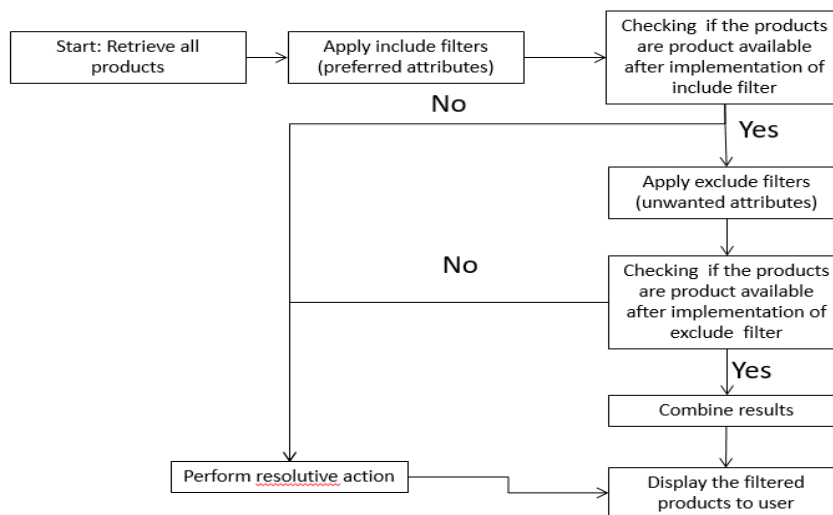 Start: Retrieve all
products
Apply include filters
(preferred attributes)
Checking if the products
are product available
after implementation of
include filter
No
Yes
Apply exclude filters
(unwanted attributes)
No
Checking if the products
are product available
after implementation of
exclude filter
Yes
Combine results
Perform resolutive action
Display the filtered
products to user